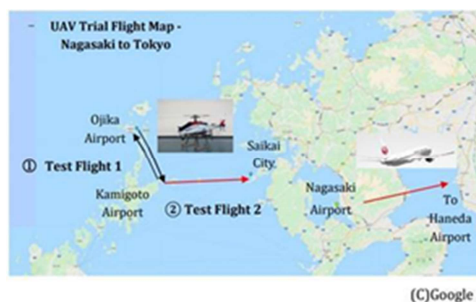 - UAV Trial Flight Map -
Nagasaki to Tokyo
Ojika
Airport
① Test Flight 1
Kamigoto
Airport
② Test Flight 2
Saikai
City.
Nagasaki
Airport
To
Haneda
Airport
(C)Google